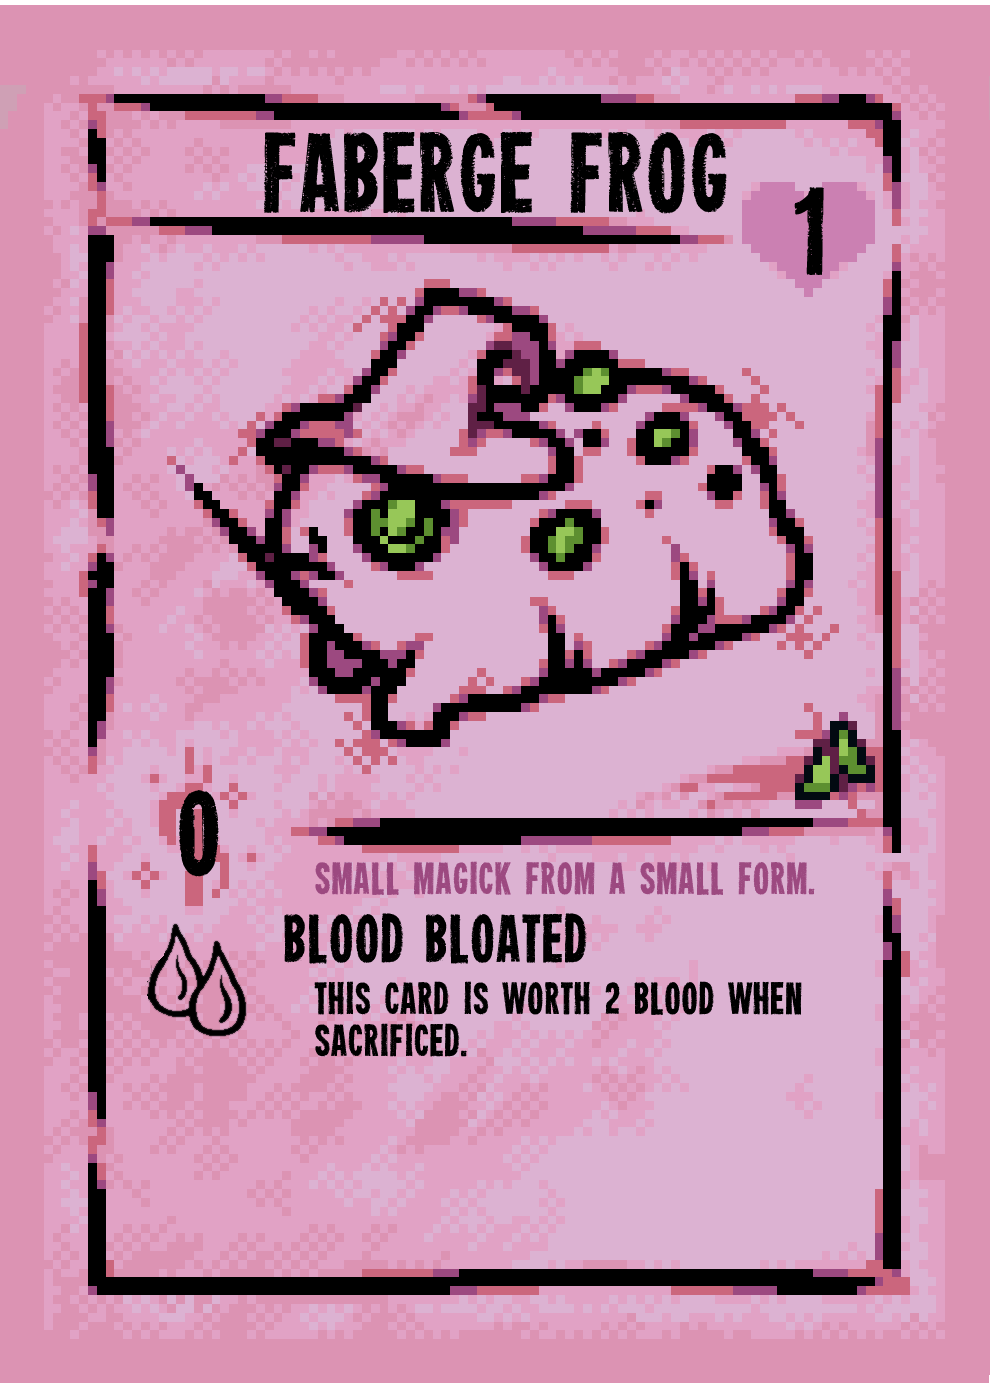 FABERGE FROG
1
0
SMALL MAGICK FROM A SMALL FORM.
BLOOD BLOATED
THIS CARD IS WORTH 2 BLOOD WHEN
SACRIFICED.